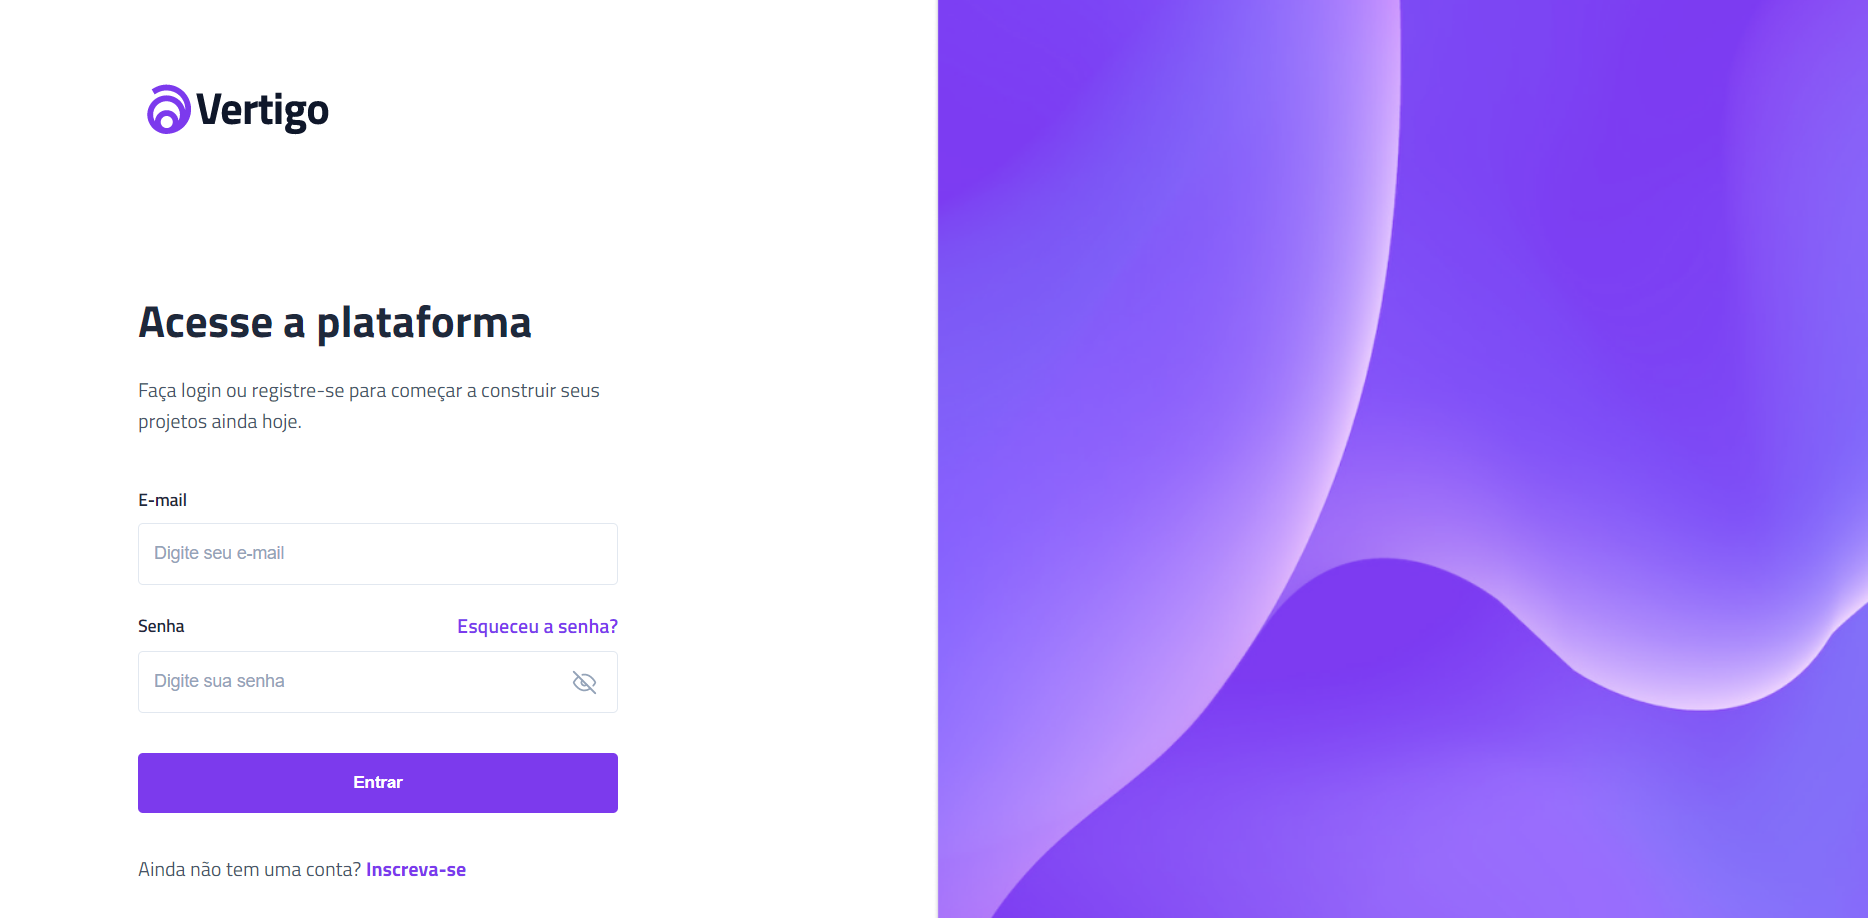 Vertigo
Acesse a plataforma
Faça login ou registre-se para começar a construir seus
projetos ainda hoje.
E-mail
Digite seu e-mail
Senha
Esqueceu a senha?
Digite sua senha
Entrar
Ainda não tem uma conta? Inscreva-se